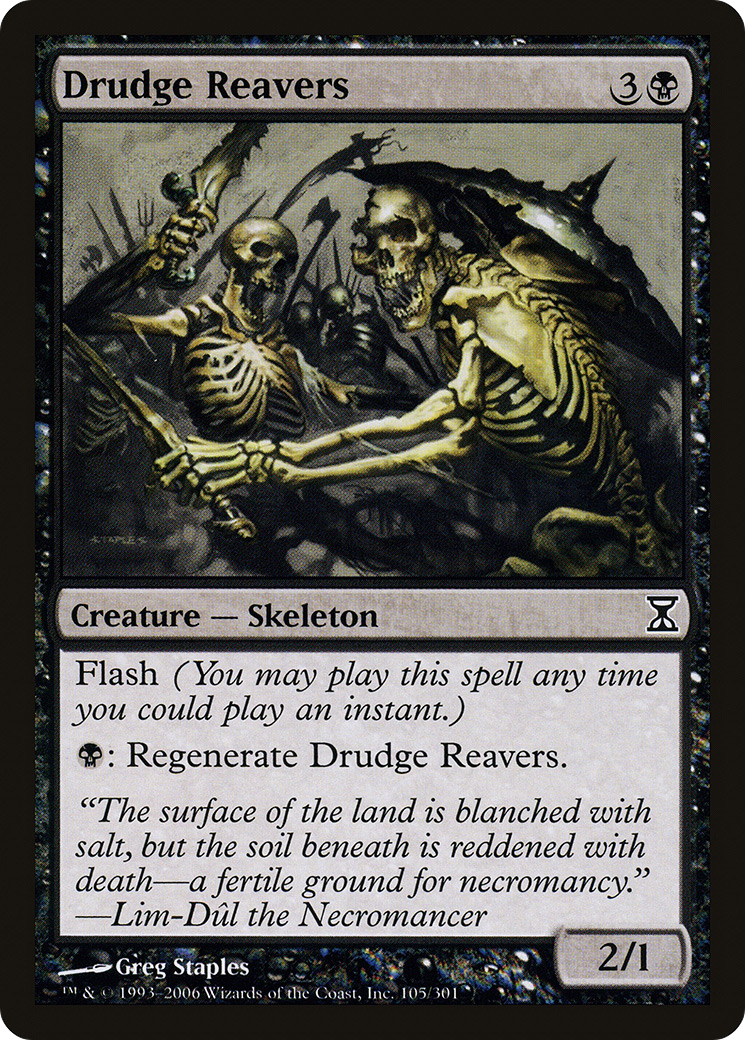 Drudge Reavers 3
STAPLES
Creature — Skeleton
Flash (You may play this spell any time
you could play an instant.)
: Regenerate Drudge Reavers.
“The surface of the land is blanched with
salt, but the soil beneath is reddened with
death—a fertile ground for necromancy.”
—Lim-Dûl the Necromancer
2/1
Greg Staples
™ & © 1993–2006 Wizards of the Coast, Inc. 105/301